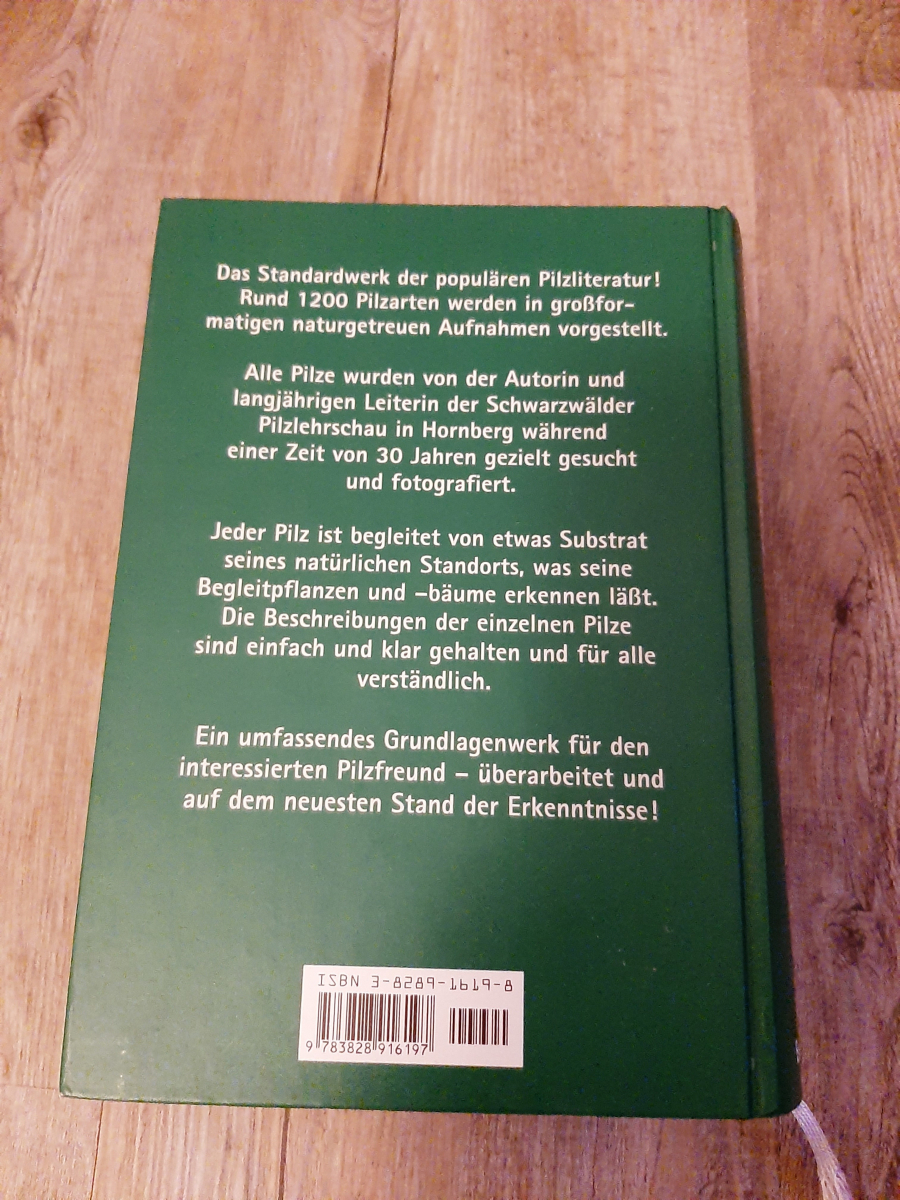 Das Standardwerk der populären Pilzliteratur!
Rund 1200 Pilzarten werden in großfor-
matigen naturgetreuen Aufnahmen vorgestellt.
Alle Pilze wurden von der Autorin und
langjährigen Leiterin der Schwarzwälder
Pilzlehrschau in Hornberg während
einer Zeit von 30 Jahren gezielt gesucht
und fotografiert.
Jeder Pilz ist begleitet von etwas Substrat
seines natürlichen Standorts, was seine
Begleitpflanzen und –bäume erkennen läßt.
Die Beschreibungen der einzelnen Pilze
sind einfach und klar gehalten und für alle
verständlich.
Ein umfassendes Grundlagenwerk für den
interessierten Pilzfreund – überarbeitet und
auf dem neuesten Stand der Erkenntnisse!
ISBN 3-8289-1619-8
9 783828 916197